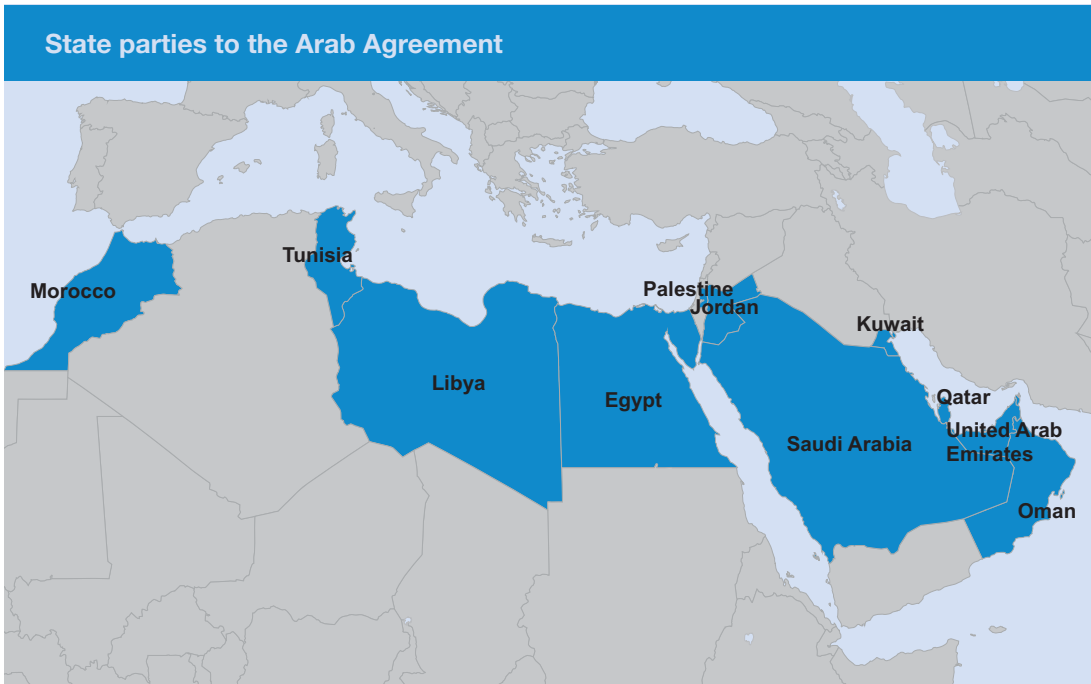 State parties to the Arab Agreement
Tunisia
Morocco
Palestine
Jordan
Kuwait
Libya
Egypt
Qatar
Saudi Arabia
United Arab
Emirates
Oman